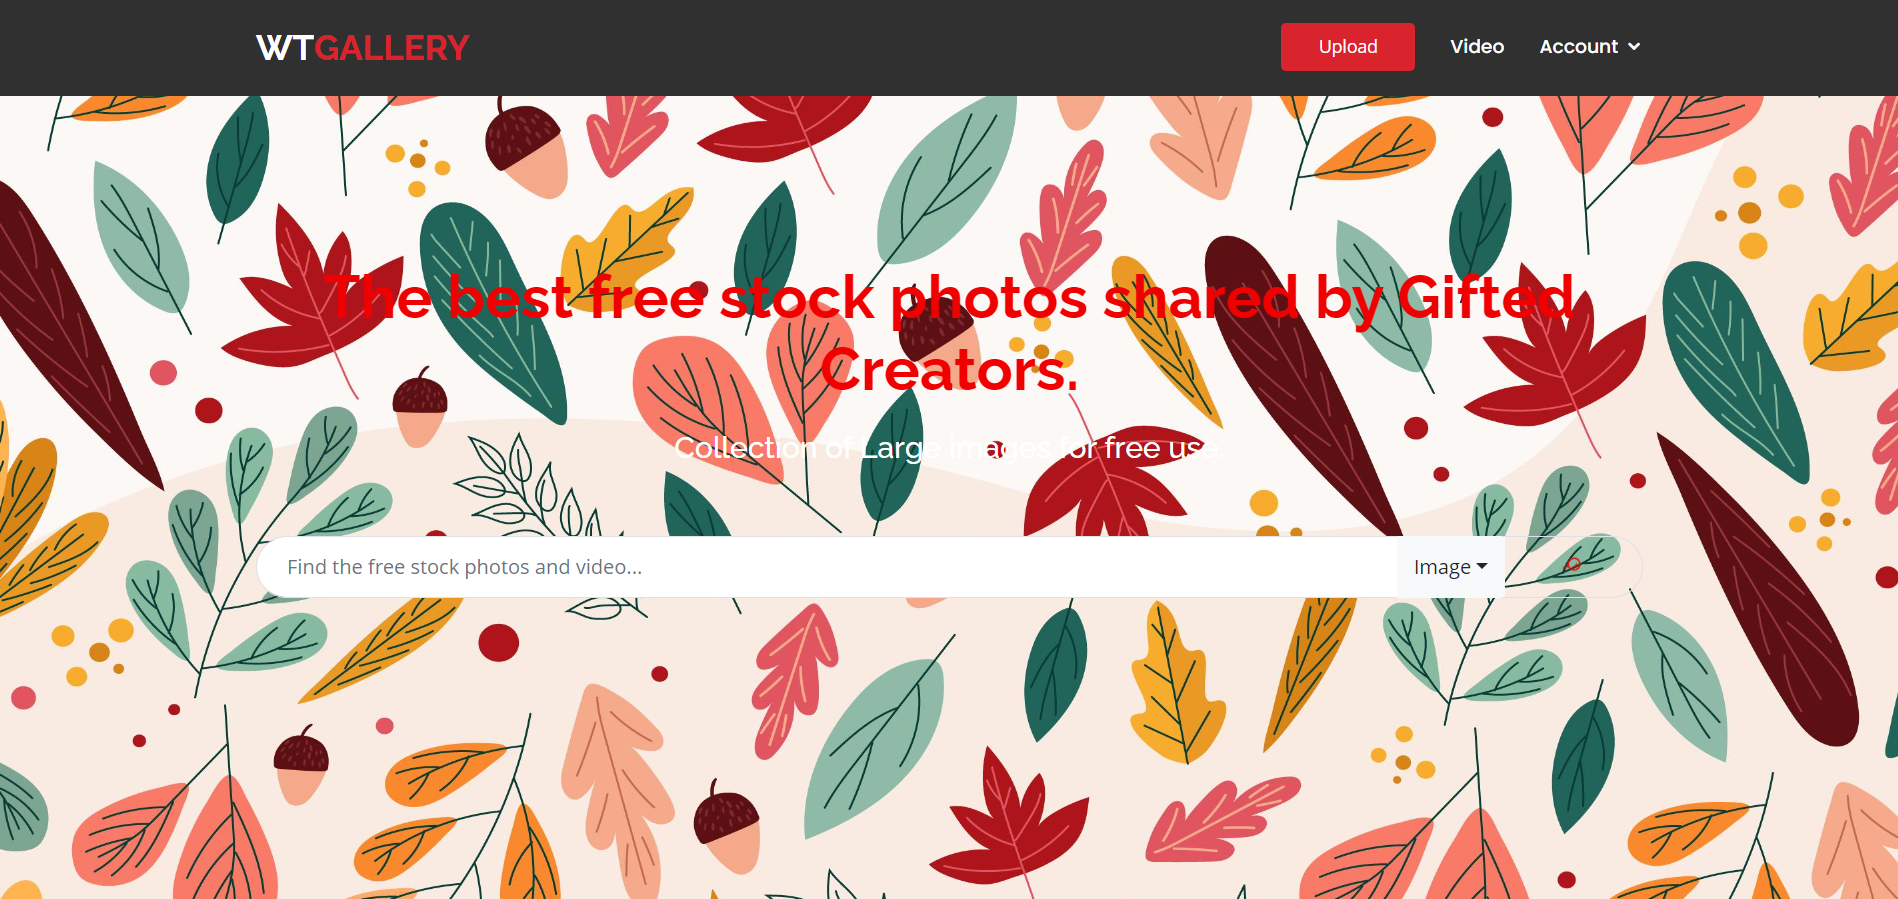 WTGALLERY
Upload
Video
Account
The best free stock photos shared by Gifted
Creators.
Collection of Large images for free use.
Find the free stock photos and video...
Image